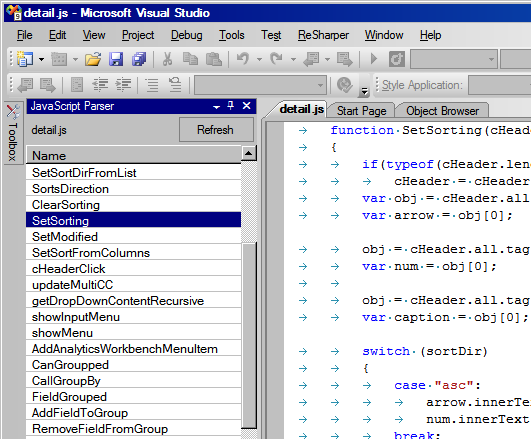 detail.js - Microsoft Visual Studio
File Edit View Project Debug Tools Test ReSharper Window Help
Style Application:
Toolbox
JavaScript Parser
detail.js Refresh
Name
SetSortDirFromList
SortsDirection
ClearSorting
SetSorting
SetModified
SetSortFromColumns
cHeaderClick
updateMultiCC
getDropDownContentRecursive
showInputMenu
showMenu
AddAnalyticsWorkbenchMenuItem
CanGroupped
CallGroupBy
FieldGrouped
AddFieldToGroup
RemoveFieldFromGroup
detail.js Start Page Object Browser
function·SetSorting(cHead
{
if(typeof(cHeader.len
cHeader·=·cHeade
var·obj·=·cHeader.all
var·arrow·=·obj[0];
obj·=·cHeader.all.tag
var·num·=·obj[0];
obj·=·cHeader.all.tag
var·caption·=·obj[0];
switch·(sortDir)
{
case·"asc":
arrow.innerTe
num.innerText
break;